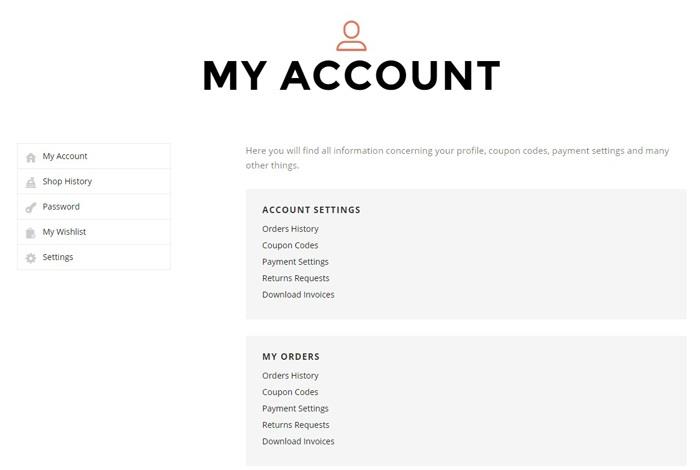 MY ACCOUNT
My Account
Shop History
Password
My Wishlist
Settings
Here you will find all information concerning your profile, coupon codes, payment settings and many
other things.
ACCOUNT SETTINGS
Orders History
Coupon Codes
Payment Settings
Returns Requests
Download Invoices
MY ORDERS
Orders History
Coupon Codes
Payment Settings
Returns Requests
Download Invoices